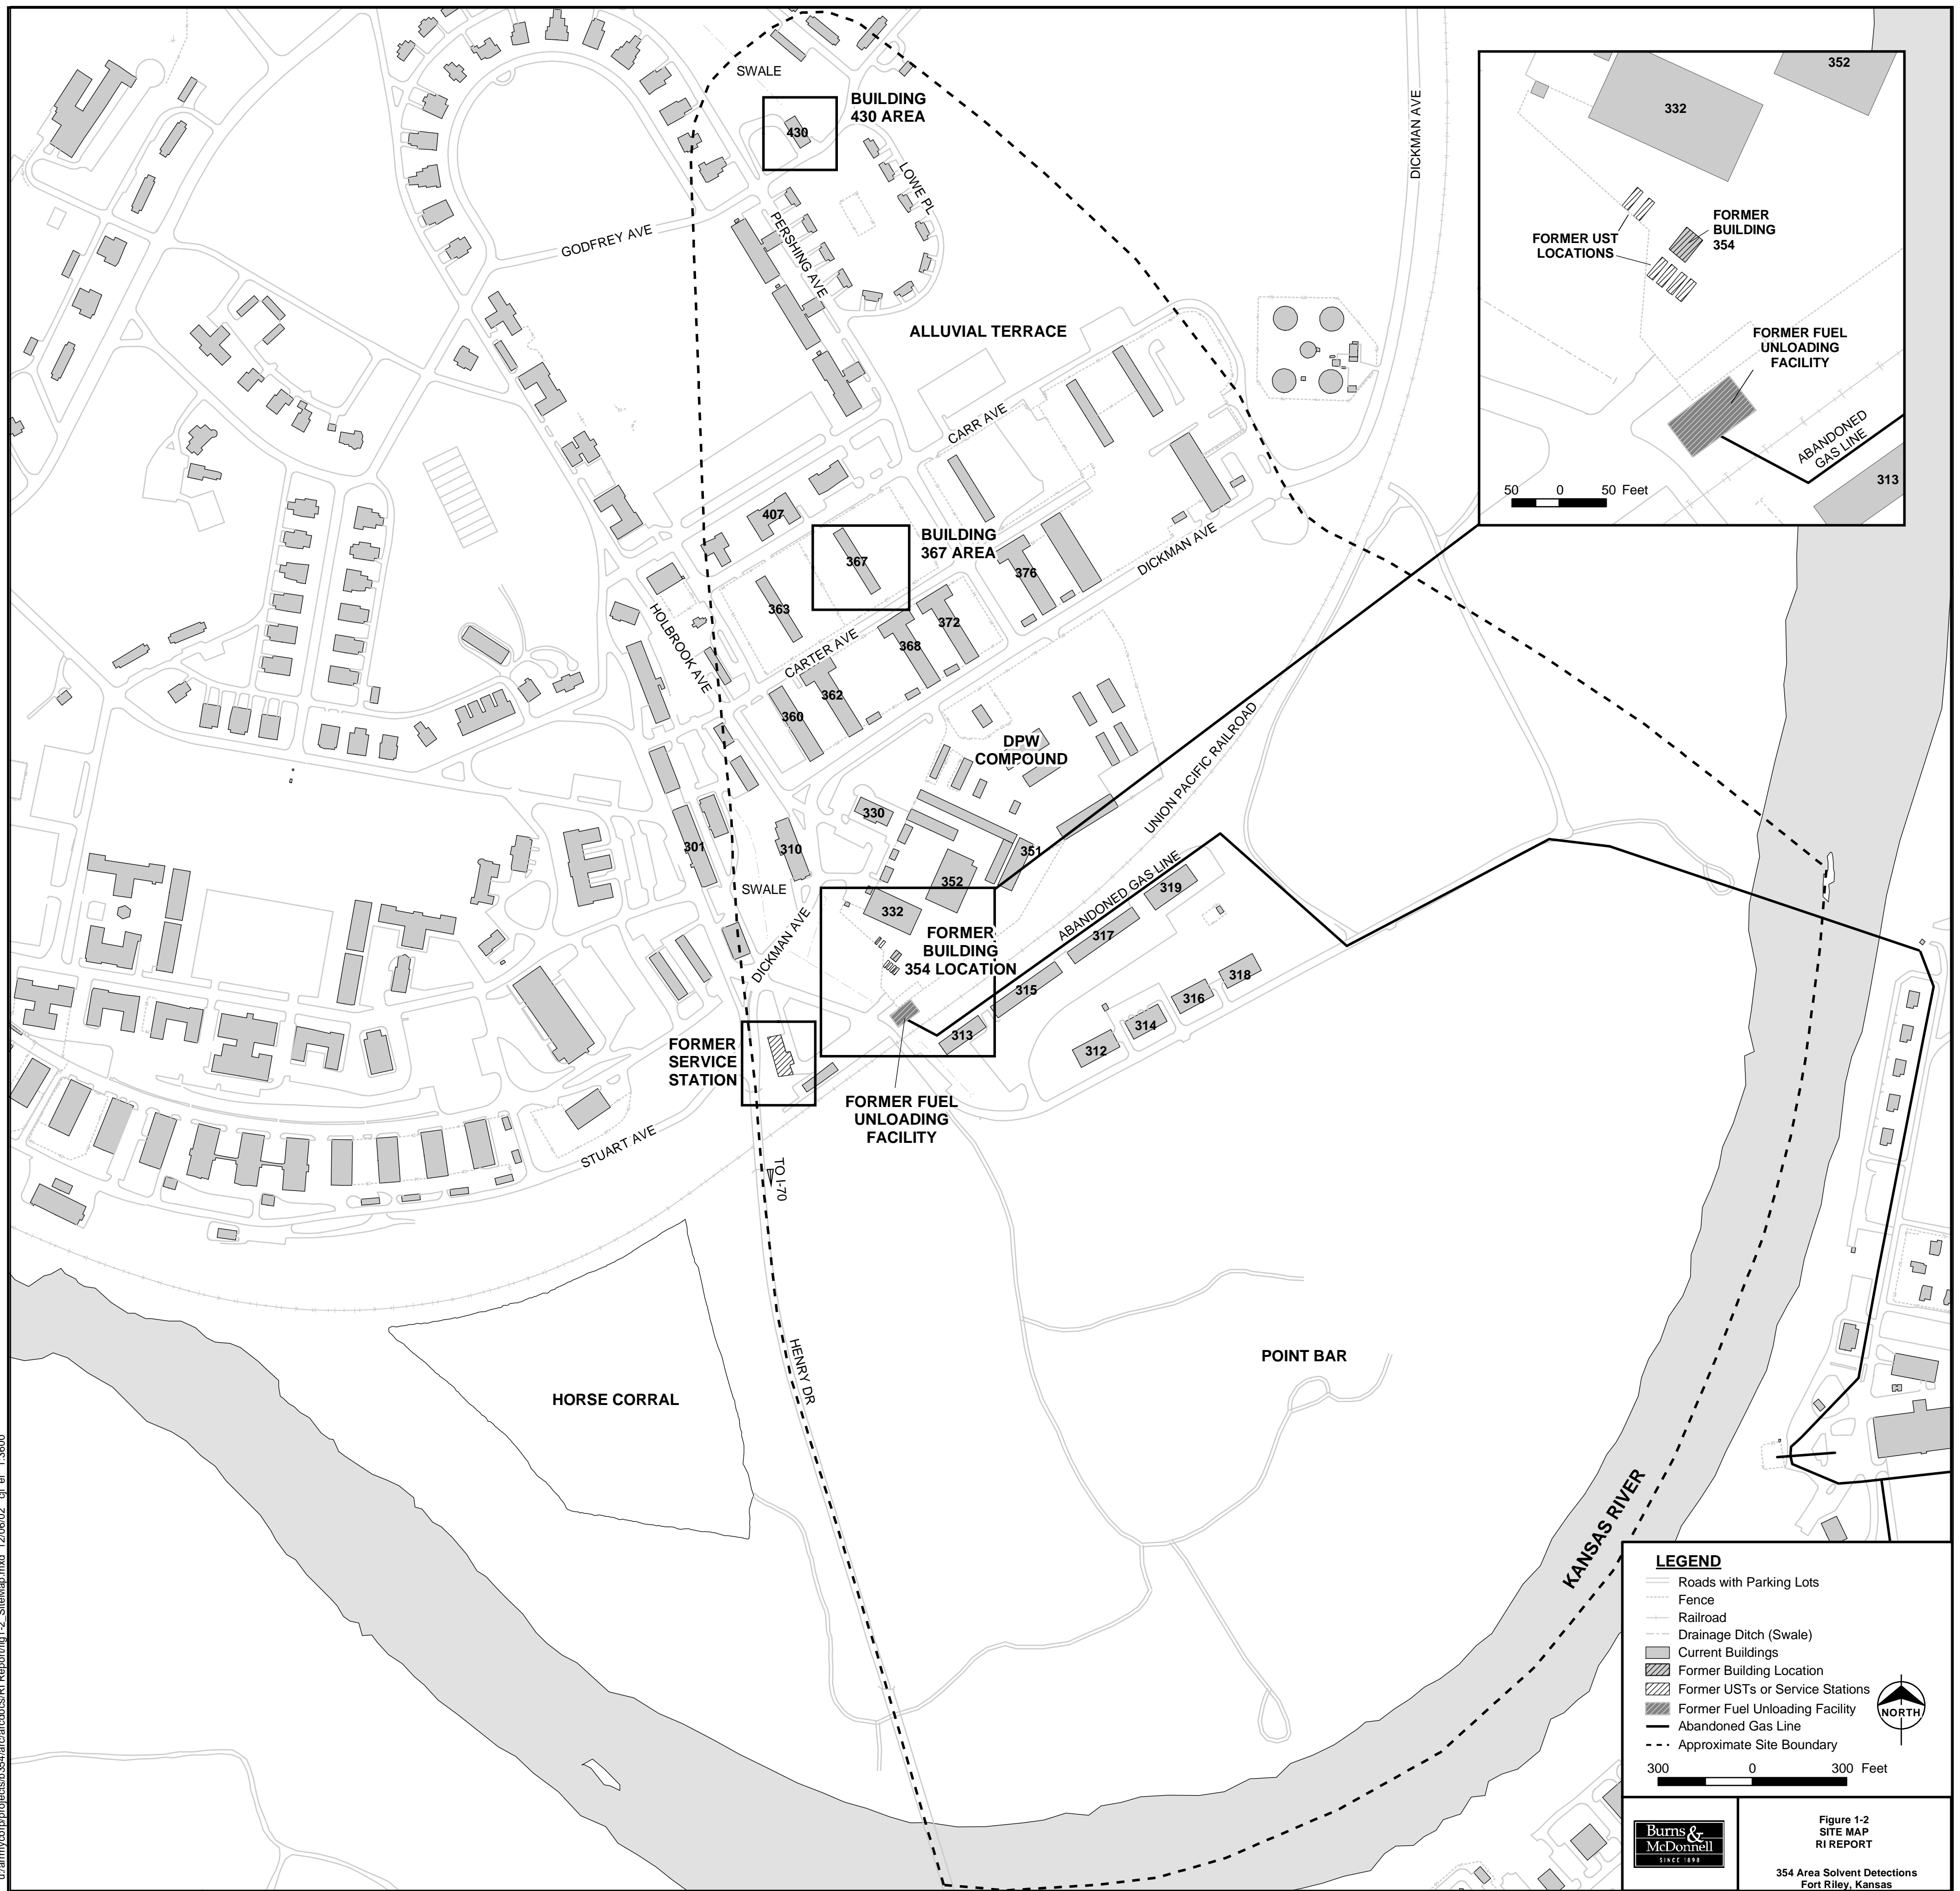 SWALE
BUILDING
430 AREA
430
LOWE PL
PERSHING AVE
GODFREY AVE
DICKMAN AVE
ALLUVIAL TERRACE
CARR AVE
407
BUILDING
367 AREA
367
363
376
DICKMAN AVE
HOLBROOK AVE
CARTER AVE
372
368
362
360
DPW
COMPOUND
UNION PACIFIC RAILROAD
330
301
310
351
352
SWALE
332
DICKMAN AVE
FORMER
BUILDING
354 LOCATION
ABANDONED GAS LINE
319
317
315
313
318
316
314
312
FORMER
SERVICE
STATION
FORMER FUEL
UNLOADING
FACILITY
STUART AVE
TO I-70
HENRY DR
HORSE CORRAL
POINT BAR
KANSAS RIVER
352
332
FORMER
BUILDING
354
FORMER UST
LOCATIONS
FORMER FUEL
UNLOADING
FACILITY
ABANDONED
GAS LINE
313
50 0 50 Feet
LEGEND
Roads with Parking Lots
Fence
Railroad
Drainage Ditch (Swale)
Current Buildings
Former Building Location
Former USTs or Service Stations
Former Fuel Unloading Facility
Abandoned Gas Line
Approximate Site Boundary
NORTH
300 0 300 Feet
Burns &
McDonnell
SINCE 1898
Figure 1-2
SITE MAP
RI REPORT
354 Area Solvent Detections
Fort Riley, Kansas